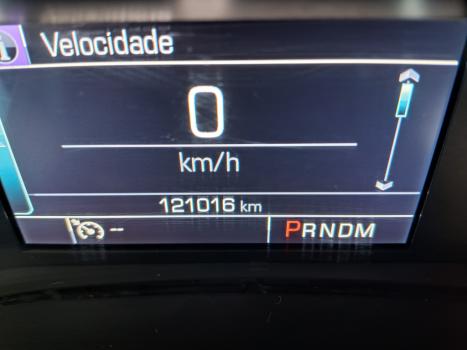 i Velocidade
0
km/h
121016 km
-- PRNDM